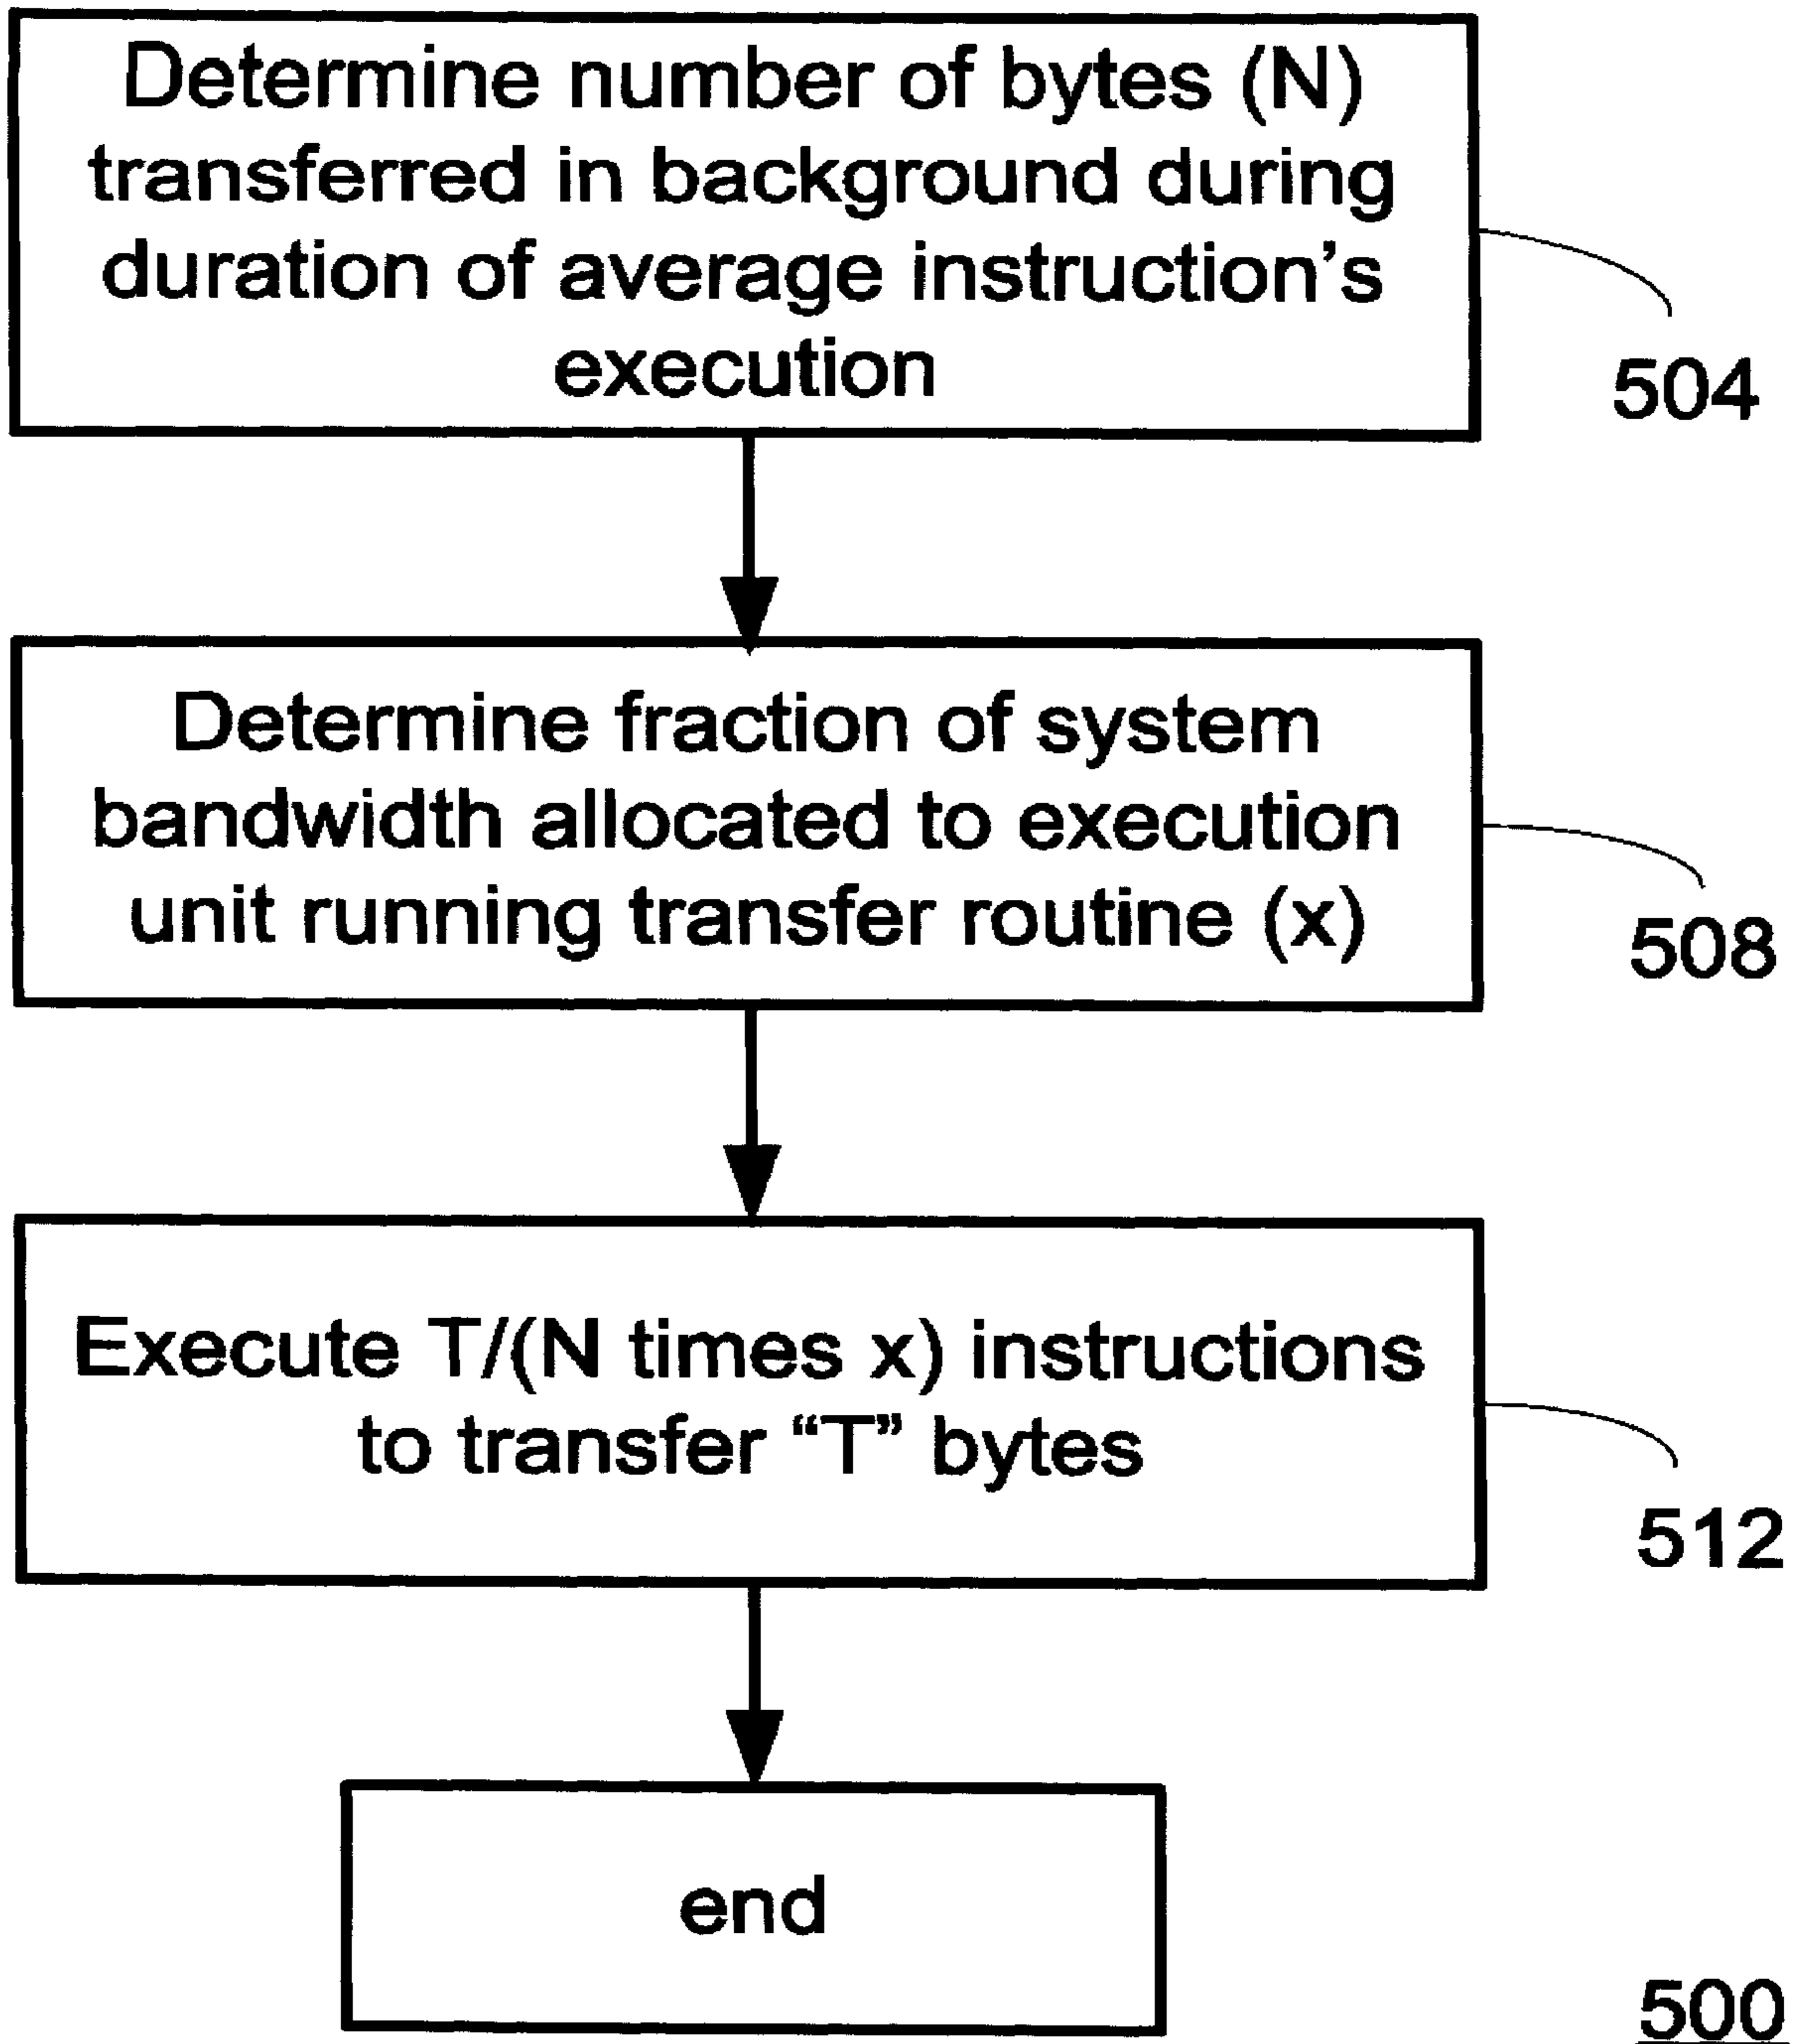 Determine number of bytes (N)
transferred in background during
duration of average instruction’s
execution
504
Determine fraction of system
bandwidth allocated to execution
unit running transfer routine (x)
508
Execute T/(N times x) instructions
to transfer “T” bytes
512
end
500